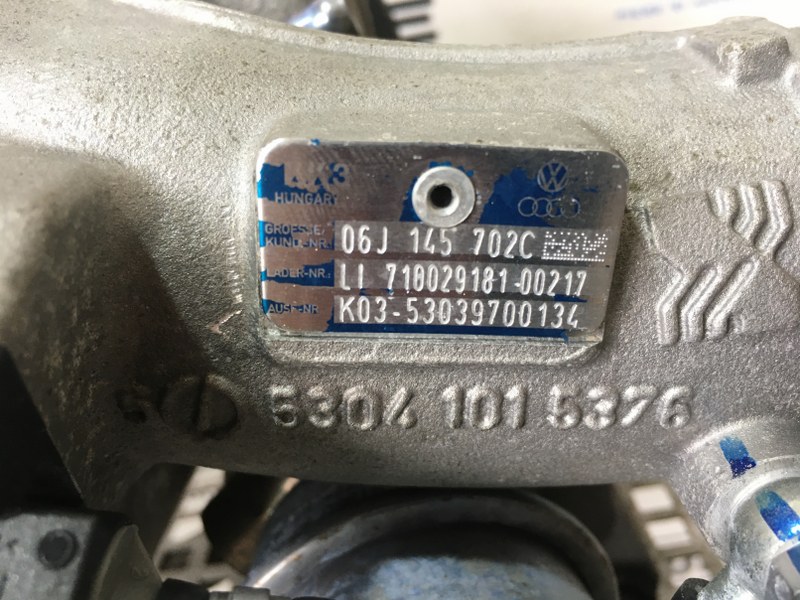 KKK3
HUNGARY
GROESSE/
KUND-NR.: 06J 145 702C
LADER-NR.: LI 710029181-00217
AUSF-NR K03-53039700134
5304 101 5376